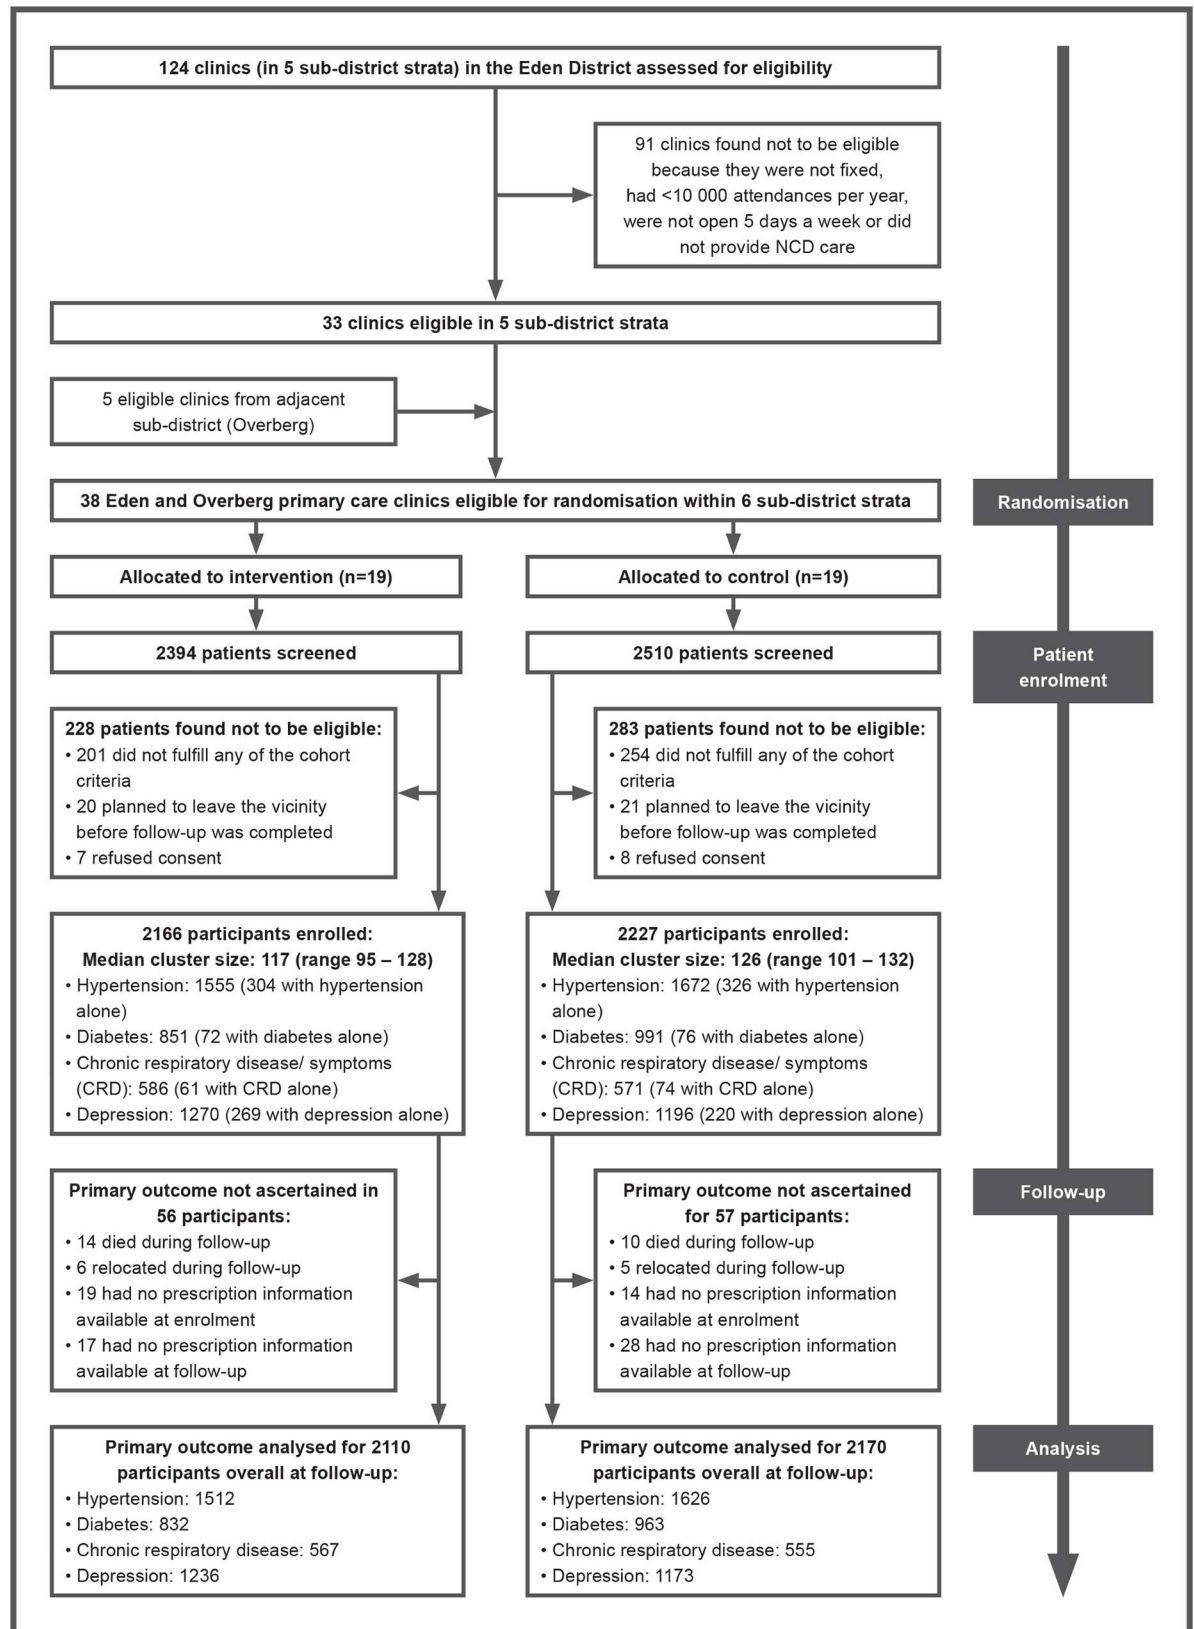 124 clinics (in 5 sub-district strata) in the Eden District assessed for eligibility
91 clinics found not to be eligible
because they were not fixed,
had <10 000 attendances per year,
were not open 5 days a week or did
not provide NCD care
33 clinics eligible in 5 sub-district strata
5 eligible clinics from adjacent
sub-district (Overberg)
38 Eden and Overberg primary care clinics eligible for randomisation within 6 sub-district strata
Randomisation
Allocated to intervention (n=19)
Allocated to control (n=19)
2394 patients screened
2510 patients screened
Patient
enrolment
228 patients found not to be eligible:
• 201 did not fulfill any of the cohort
criteria
• 20 planned to leave the vicinity
before follow-up was completed
• 7 refused consent
283 patients found not to be eligible:
• 254 did not fulfill any of the cohort
criteria
• 21 planned to leave the vicinity
before follow-up was completed
• 8 refused consent
2166 participants enrolled:
Median cluster size: 117 (range 95 – 128)
• Hypertension: 1555 (304 with hypertension
alone)
• Diabetes: 851 (72 with diabetes alone)
• Chronic respiratory disease/ symptoms
(CRD): 586 (61 with CRD alone)
• Depression: 1270 (269 with depression alone)
2227 participants enrolled:
Median cluster size: 126 (range 101 – 132)
• Hypertension: 1672 (326 with hypertension
alone)
• Diabetes: 991 (76 with diabetes alone)
• Chronic respiratory disease/ symptoms
(CRD): 571 (74 with CRD alone)
• Depression: 1196 (220 with depression alone)
Primary outcome not ascertained in
56 participants:
• 14 died during follow-up
• 6 relocated during follow-up
• 19 had no prescription information
available at enrolment
• 17 had no prescription information
available at follow-up
Primary outcome not ascertained
for 57 participants:
• 10 died during follow-up
• 5 relocated during follow-up
• 14 had no prescription information
available at enrolment
• 28 had no prescription information
available at follow-up
Follow-up
Primary outcome analysed for 2110
participants overall at follow-up:
• Hypertension: 1512
• Diabetes: 832
• Chronic respiratory disease: 567
• Depression: 1236
Primary outcome analysed for 2170
participants overall at follow-up:
• Hypertension: 1626
• Diabetes: 963
• Chronic respiratory disease: 555
• Depression: 1173
Analysis